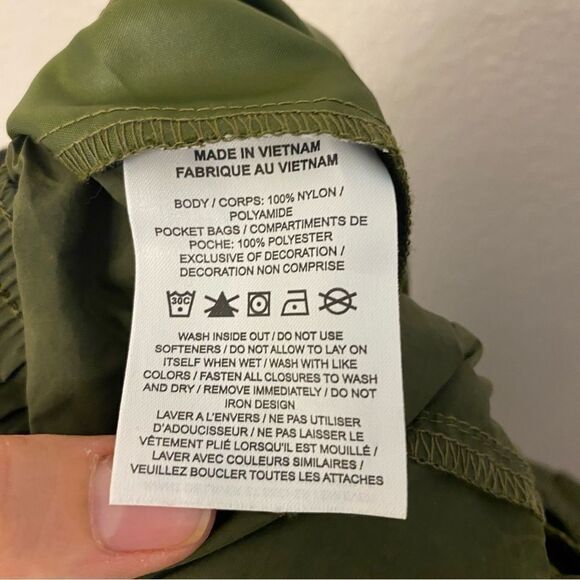 MADE IN VIETNAM
FABRIQUE AU VIETNAM
BODY / CORPS: 100% NYLON /
POLYAMIDE
POCKET BAGS / COMPARTIMENTS DE
POCHE: 100% POLYESTER
EXCLUSIVE OF DECORATION /
DECORATION NON COMPRISE
30C
WASH INSIDE OUT / DO NOT USE
SOFTENERS / DO NOT ALLOW TO LAY ON
ITSELF WHEN WET / WASH WITH LIKE
COLORS / FASTEN ALL CLOSURES TO WASH
AND DRY / REMOVE IMMEDIATELY / DO NOT
IRON DESIGN
LAVER A L'ENVERS / NE PAS UTILISER
D'ADOUCISSEUR / NE PAS LAISSER LE
VÊTEMENT PLIÉ LORSQU'IL EST MOUILLÉ /
LAVER AVEC COULEURS SIMILAIRES /
VEUILLEZ BOUCLER TOUTES LES ATTACHES